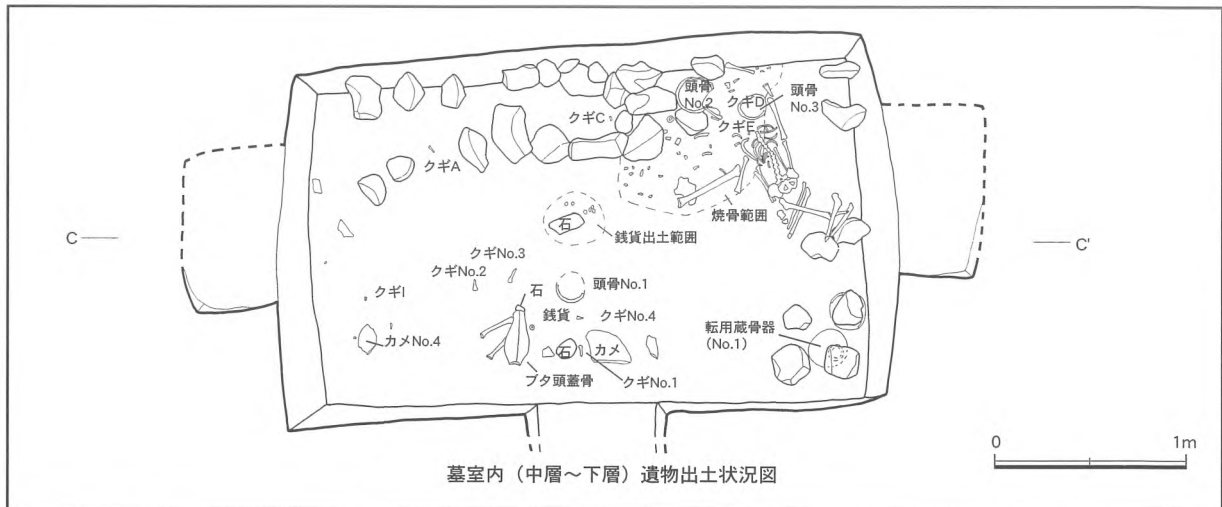 頭骨
No.2
クギD
頭骨
No.3
クギC
クギE
クギA
焼骨範囲
石
銭貨出土範囲
C
C'
クギNo.3
クギNo.2
石
頭骨No.1
クギI
銭貨
クギNo.4
カメNo.4
石
カメ
転用蔵骨器
(No.1)
ブタ頭蓋骨
クギNo.1
0
1m
墓室内（中層～下層）遺物出土状況図